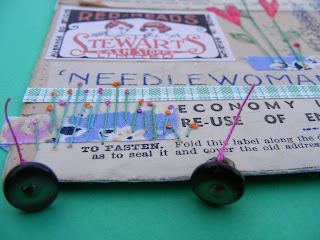 RED-HEADS
STEWART'S
'NEEDLEWOMAN
ECONOMY
RE-USE OF
TO FASTEN. Fold this label along the
as to seal it and cover the old address